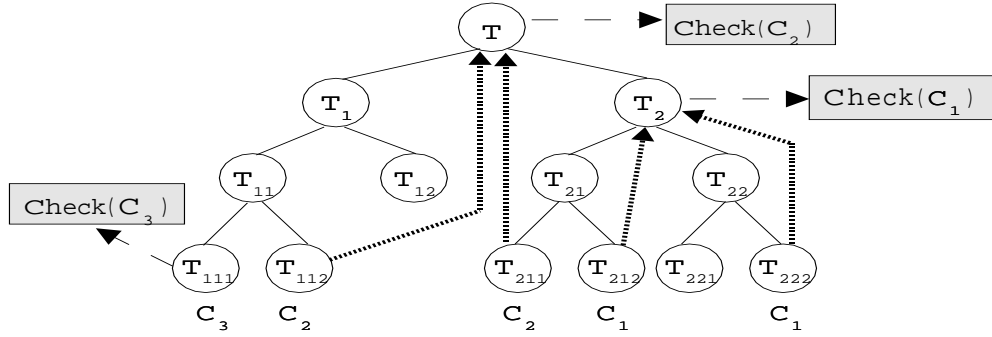 T
Check(C₂)
T₁
T₂
Check(C₁)
T₁₁
T₁₂
T₂₁
T₂₂
Check(C₃)
T₁₁₁
T₁₁₂
T₂₁₁
T₂₁₂
T₂₂₁
T₂₂₂
C₃
C₂
C₂
C₁
C₁